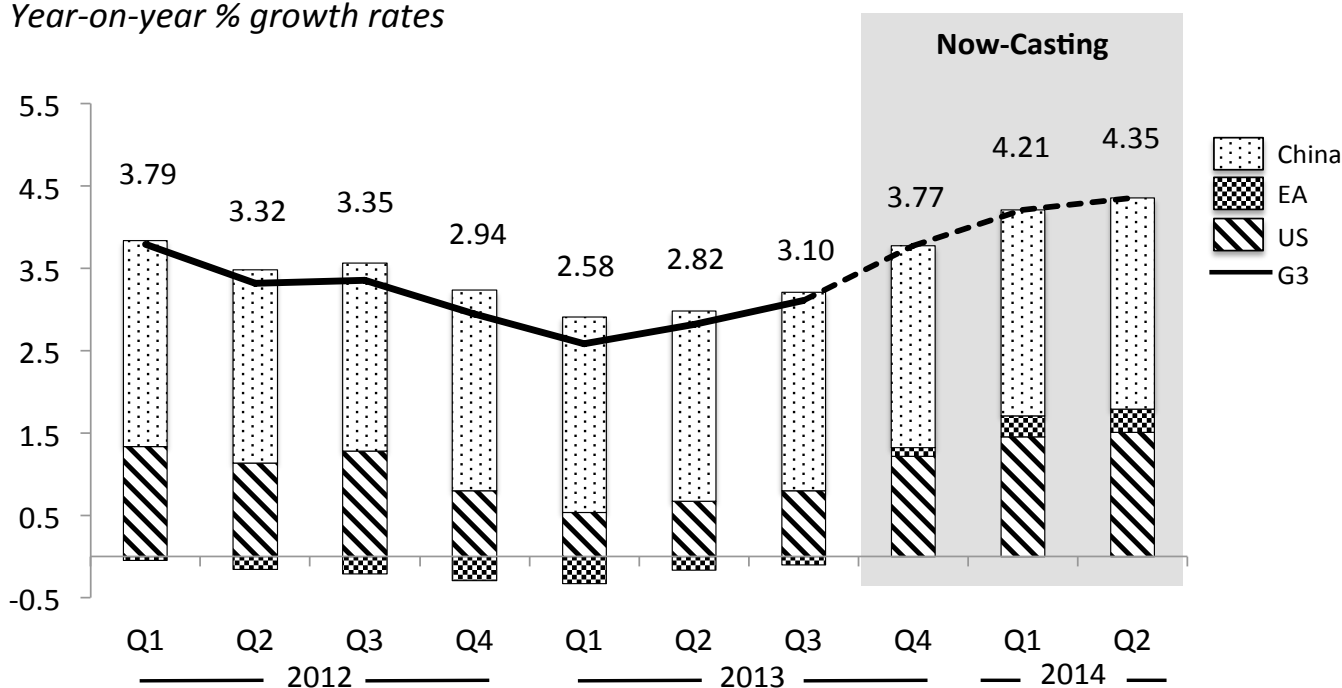 Year-on-year % growth rates
Now-Casting
5.5
4.5
3.5
2.5
1.5
0.5
-0.5
3.79
3.32
3.35
2.94
2.58
2.82
3.10
3.77
4.21
4.35
China
EA
US
G3
Q1 Q2 Q3 Q4 Q1 Q2 Q3 Q4 Q1 Q2
2012 2013 2014